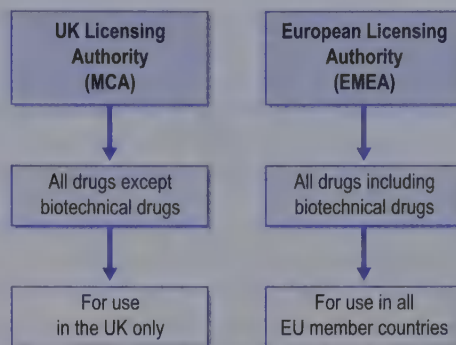 UK Licensing
Authority
(MCA)
All drugs except
biotechnical drugs
For use
in the UK only
European Licensing
Authority
(EMEA)
All drugs including
biotechnical drugs
For use in all
EU member countries